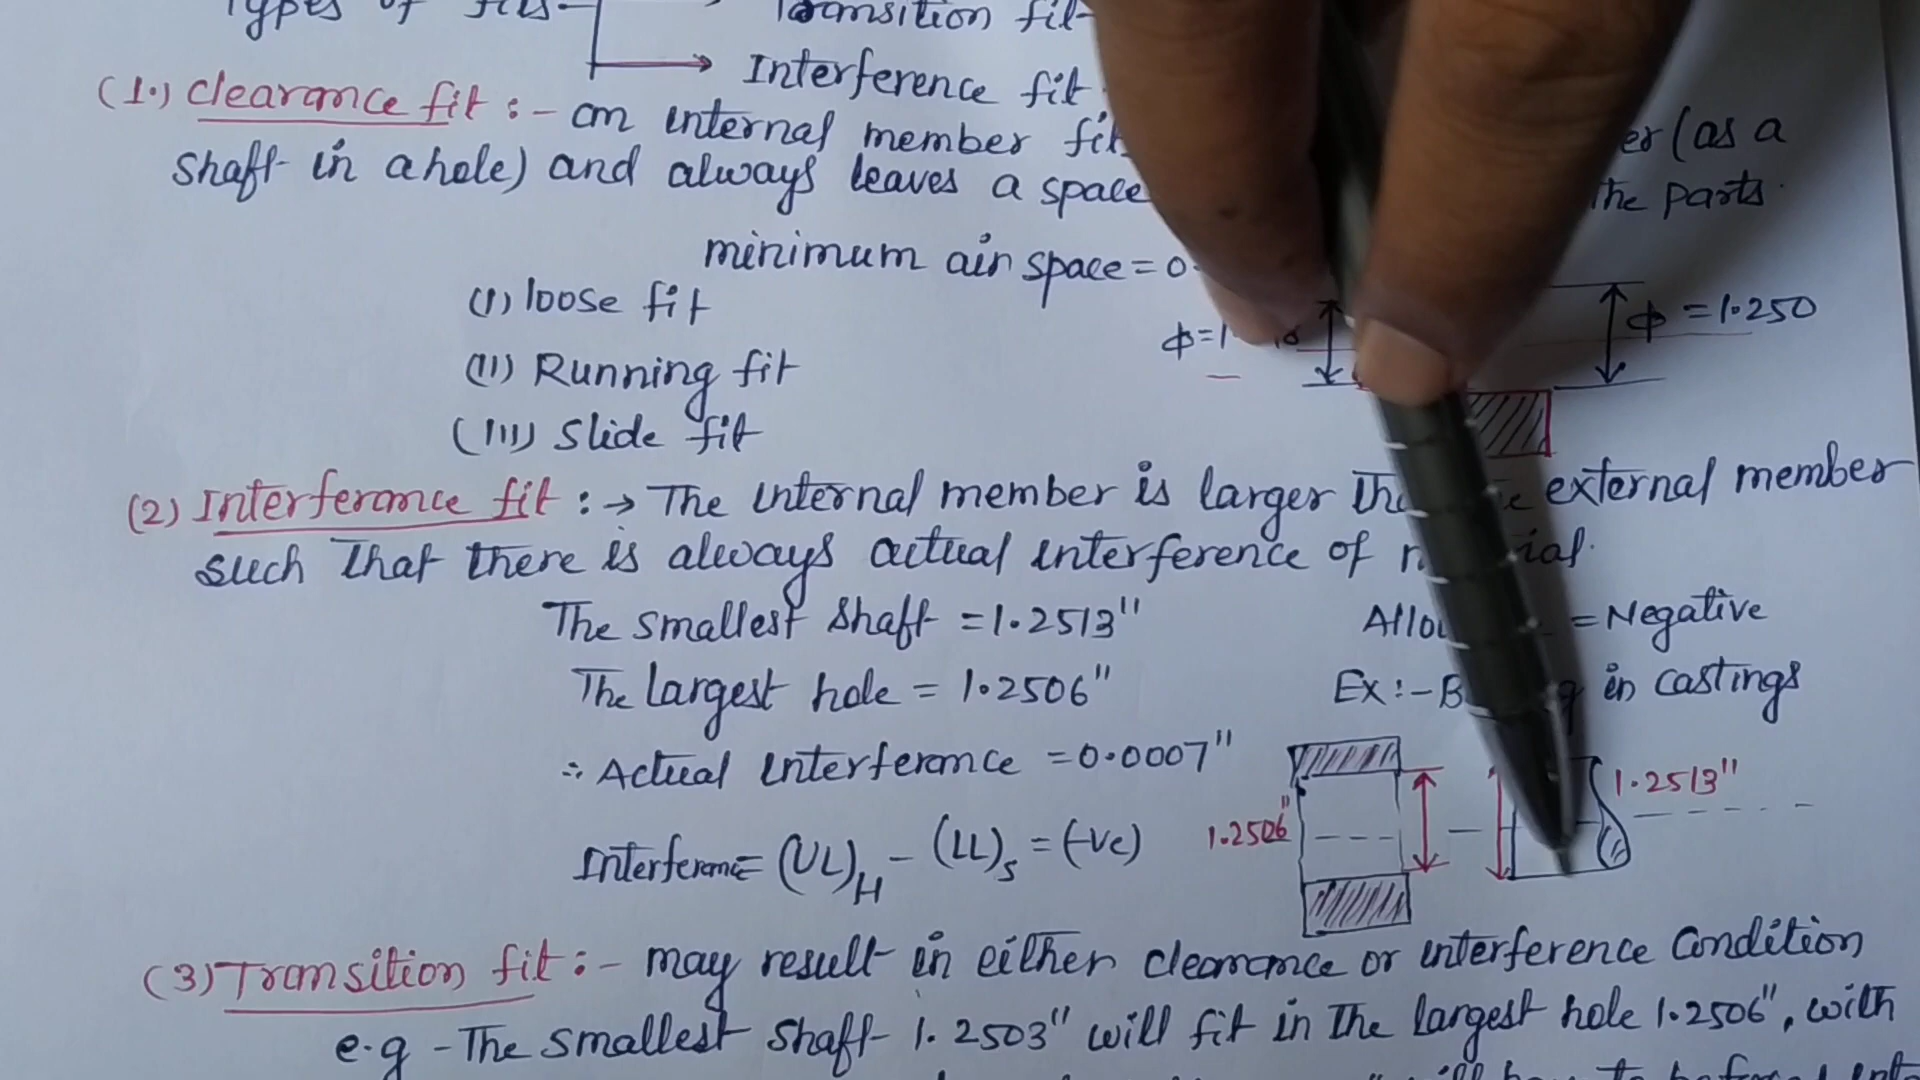 Types of fits
Transition fit
Interference fit
(1.) Clearance fit :- an internal member fit er (as a
shaft in a hole) and always leaves a space the parts.
minimum air space = 0.
(I) loose fit
(II) Running fit
(III) Slide fit
φ=1
φ = 1.250
(2) Interference fit :→ The internal member is larger external member
such that there is always actual interference of
The smallest shaft = 1.2513"
The largest hole = 1.2506"
∴ Actual interference = 0.0007"
Interference = (UL)H - (LL)S = (-ve)
= Negative
Ex :- in castings
1.2506"
1.2513"
(3) Transition fit :- may result in either clearance or interference condition
e.g - The smallest shaft 1.2503" will fit in the largest hole 1.2506", with